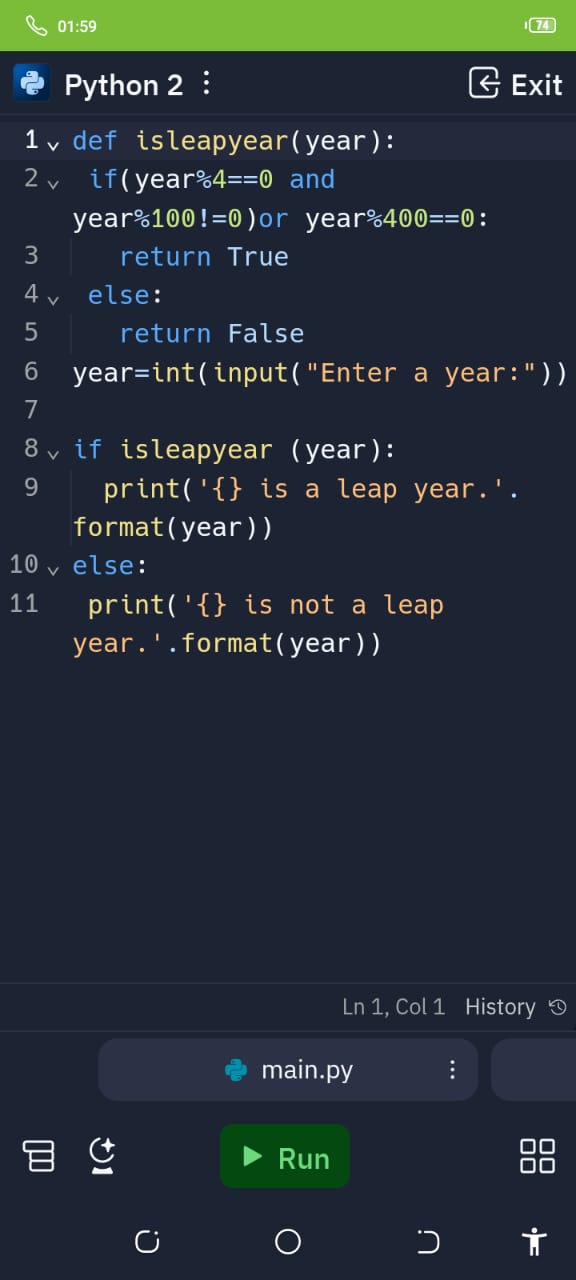 01:59
74
Python 2
Exit
1 def isleapyear(year):
2  if(year%4==0 and
year%100!=0)or year%400==0:
3    return True
4  else:
5    return False
6 year=int(input("Enter a year:"))
7
8 if isleapyear (year):
9   print('{} is a leap year.'.
format(year))
10 else:
11  print('{} is not a leap
year.'.format(year))
Ln 1, Col 1 History
main.py
Run